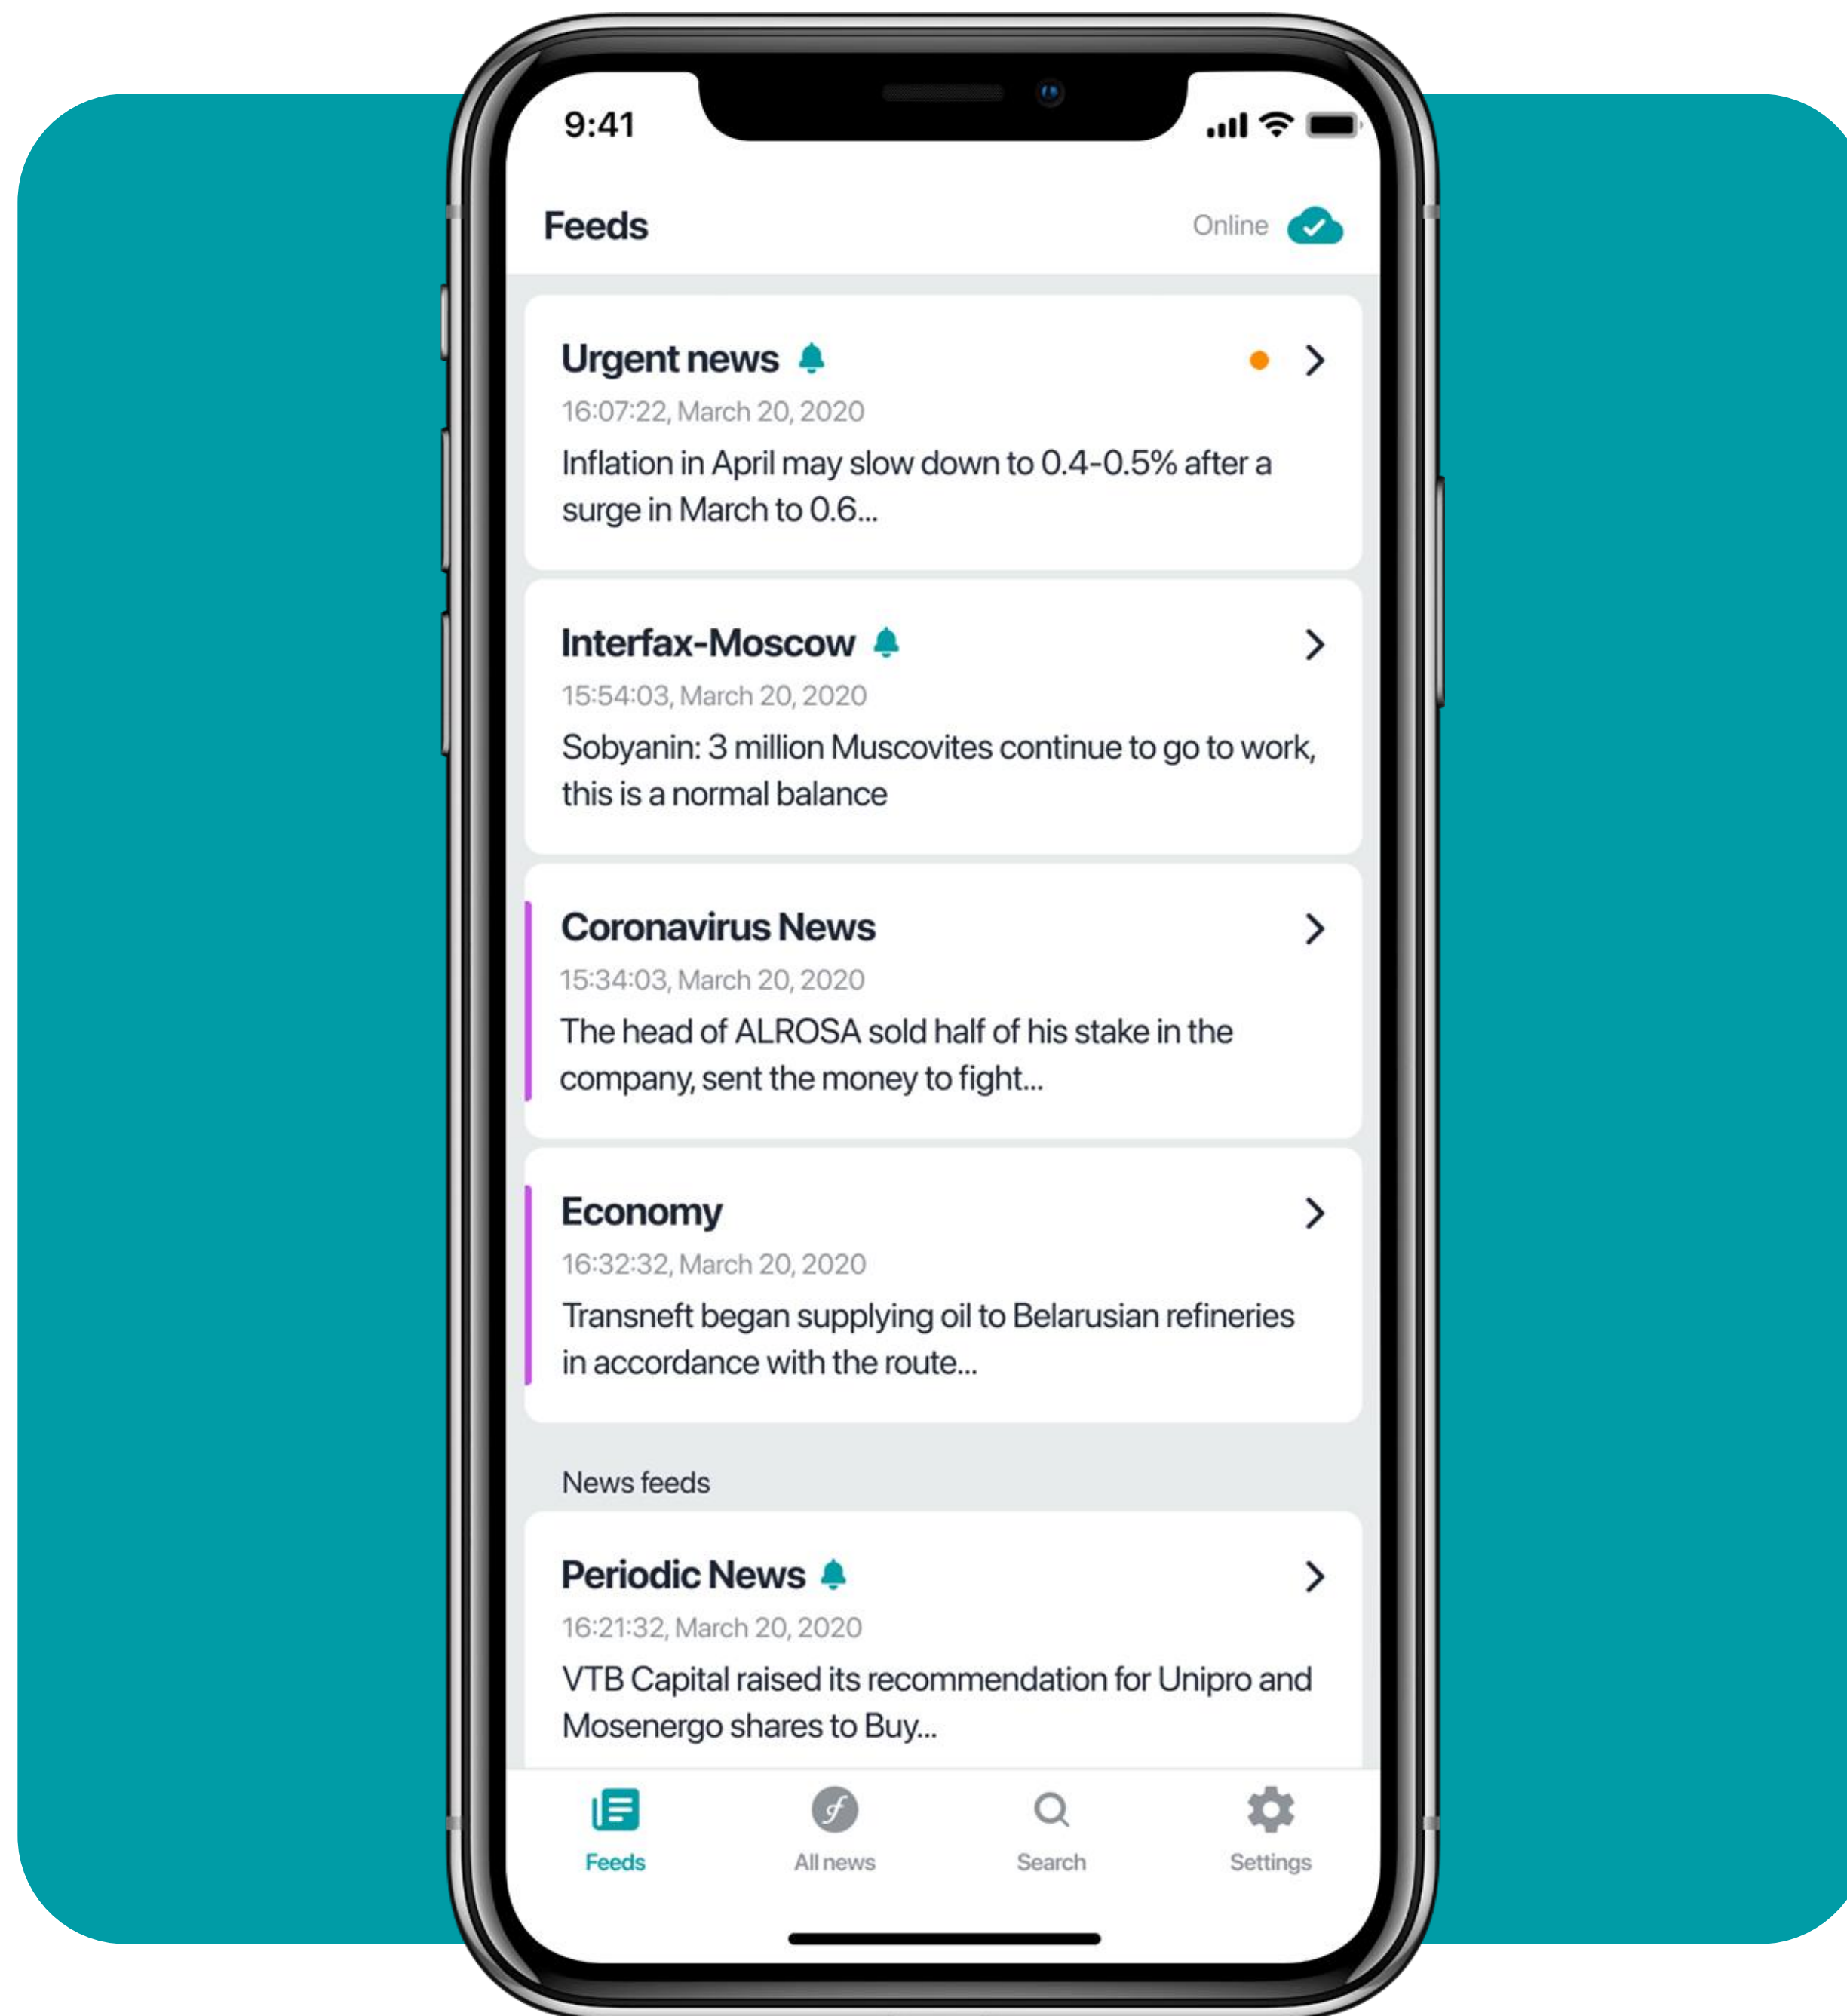 9:41
Feeds
Online
Urgent news
16:07:22, March 20, 2020
Inflation in April may slow down to 0.4-0.5% after a
surge in March to 0.6...
Interfax-Moscow
15:54:03, March 20, 2020
Sobyanin: 3 million Muscovites continue to go to work,
this is a normal balance
Coronavirus News
15:34:03, March 20, 2020
The head of ALROSA sold half of his stake in the
company, sent the money to fight...
Economy
16:32:32, March 20, 2020
Transneft began supplying oil to Belarusian refineries
in accordance with the route...
News feeds
Periodic News
16:21:32, March 20, 2020
VTB Capital raised its recommendation for Unipro and
Mosenergo shares to Buy...
Feeds
All news
Search
Settings